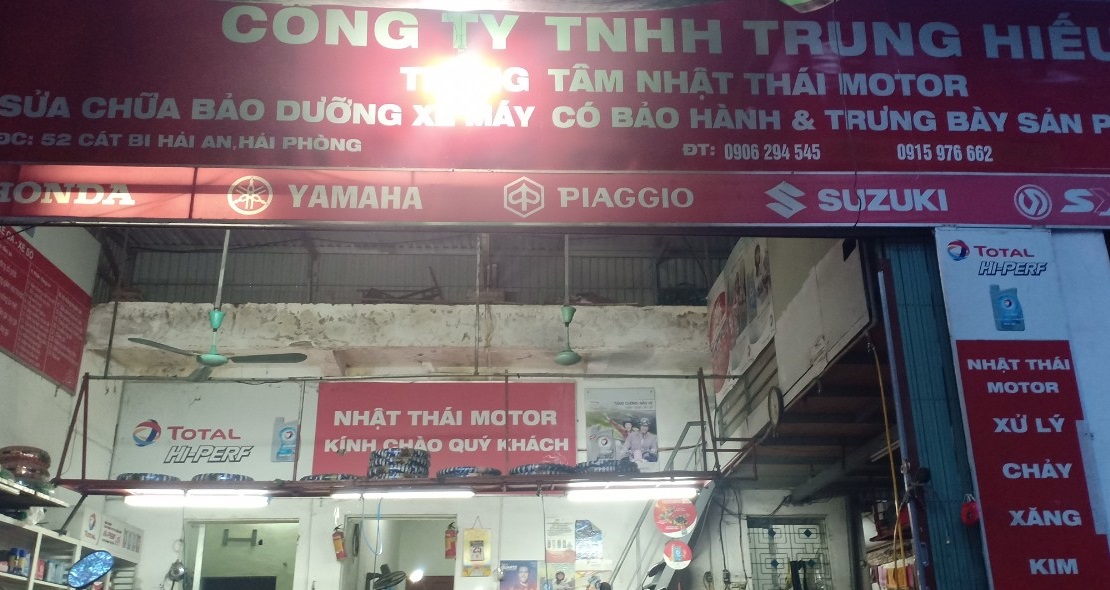 CÔNG TY TNHH TRUNG HIẾU
TRUNG TÂM NHẬT THÁI MOTOR
SỬA CHỮA BẢO DƯỠNG XE MÁY CÓ BẢO HÀNH & TRƯNG BÀY SẢN P
ĐC: 52 CÁT BI HẢI AN, HẢI PHÒNG
ĐT: 0906 294 545 0915 976 662
HONDA YAMAHA PIAGGIO SUZUKI
TOTAL
HI-PERF
NHẬT THÁI
MOTOR
XỬ LÝ
CHẢY
XĂNG
KIM
TOTAL
HI-PERF
NHẬT THÁI MOTOR
KÍNH CHÀO QUÝ KHÁCH